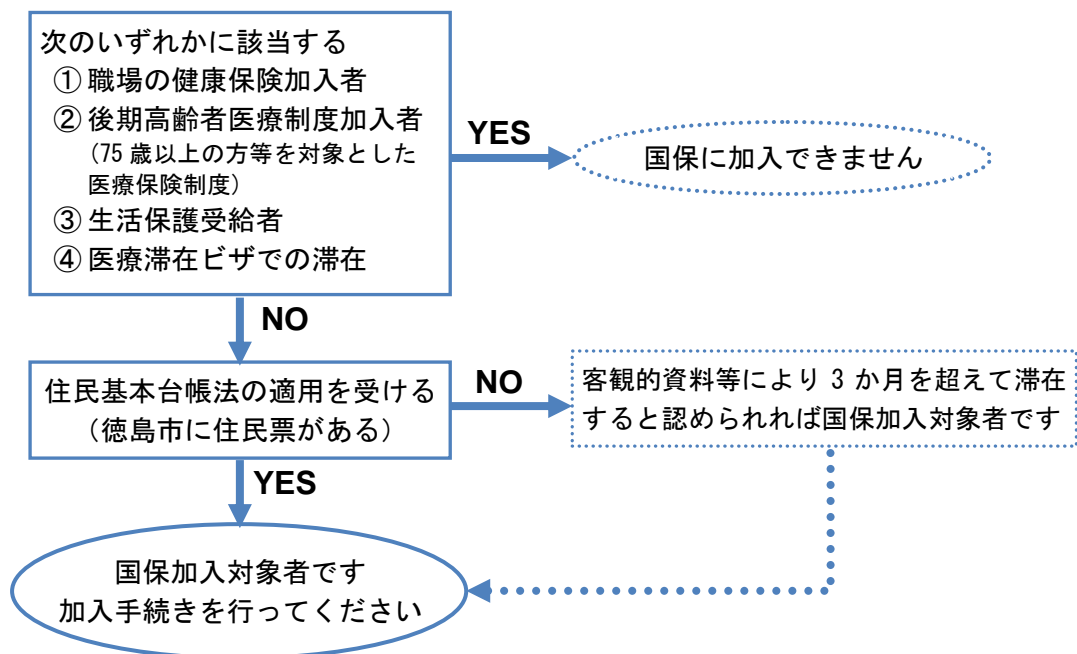 次のいずれかに該当する
① 職場の健康保険加入者
② 後期高齢者医療制度加入者
(75 歳以上の方等を対象とした
医療保険制度)
③ 生活保護受給者
④ 医療滞在ビザでの滞在
YES
国保に加入できません
NO
住民基本台帳法の適用を受ける
(徳島市に住民票がある)
NO
客観的資料等により 3 か月を超えて滞在
すると認められれば国保加入対象者です
YES
国保加入対象者です
加入手続きを行ってください